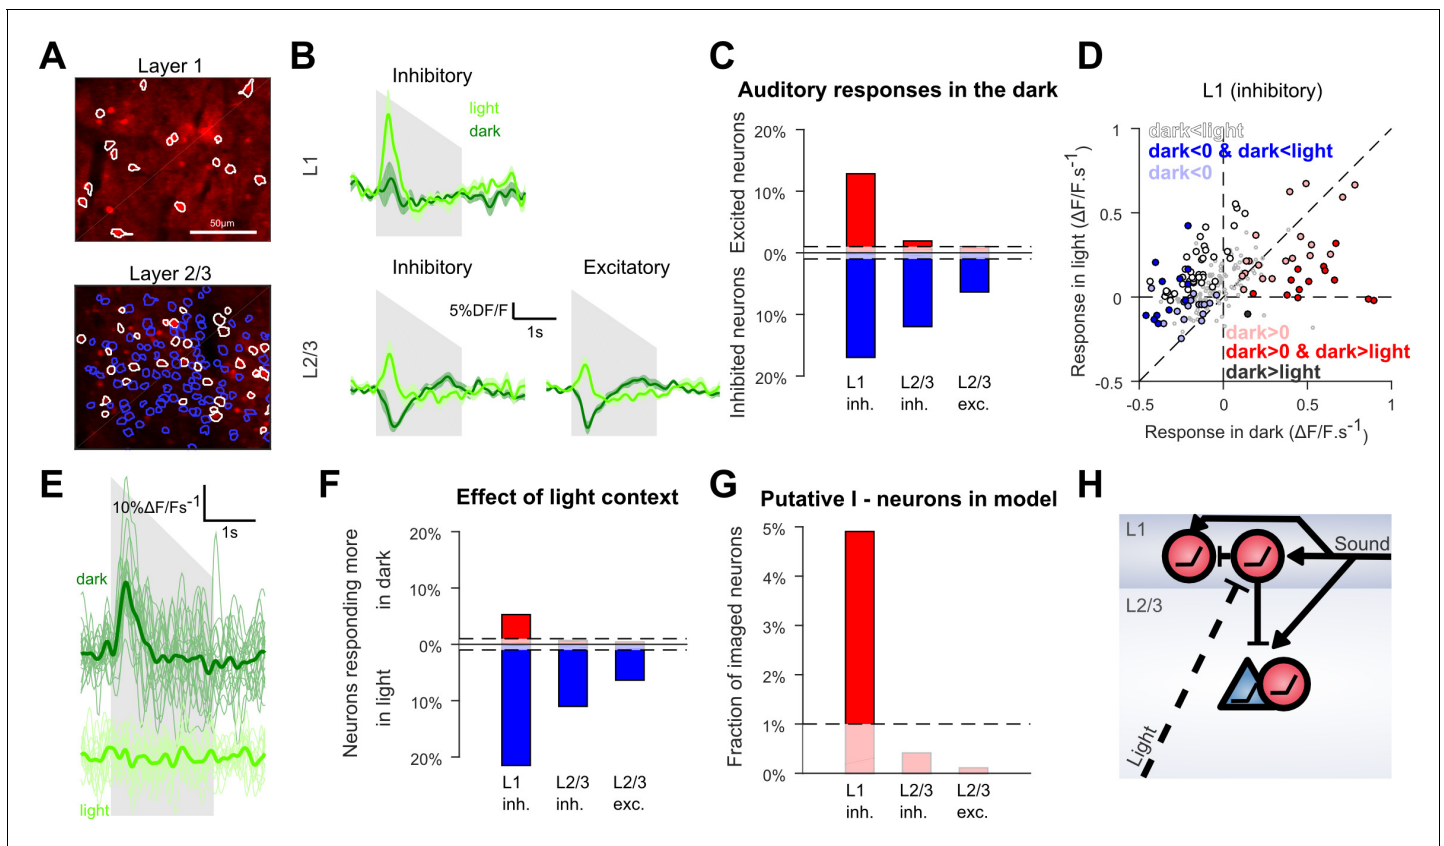 A
Layer 1
50µm
Layer 2/3
B
Inhibitory
light
dark
L1
Inhibitory
Excitatory
5%DF/F
1s
L2/3
C
Auditory responses in the dark
Excited neurons
Inhibited neurons
20%
10%
0%
10%
20%
L1 L2/3 L2/3
inh. inh. exc.
D
L1 (inhibitory)
dark<light
dark<0 & dark<light
dark<0
dark>0
dark>0 & dark>light
dark>light
Response in light (ΔF/F.s-1)
1
0.5
0
-0.5
-0.5 0 0.5 1
Response in dark (ΔF/F.s-1)
E
10%ΔF/Fs-1
1s
dark
light
F
Effect of light context
Neurons responding more
in dark
in light
20%
10%
0%
10%
20%
L1 L2/3 L2/3
inh. inh. exc.
G
Putative I - neurons in model
Fraction of imaged neurons
5%
4%
3%
2%
1%
0%
L1 L2/3 L2/3
inh. inh. exc.
H
L1
Sound
L2/3
Light